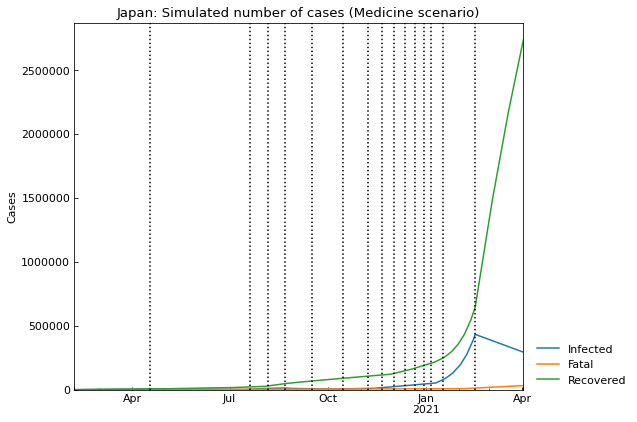 Japan: Simulated number of cases (Medicine scenario)
Cases
2500000
2000000
1500000
1000000
500000
0
Apr
Jul
Oct
Jan
2021
Apr
Infected
Fatal
Recovered